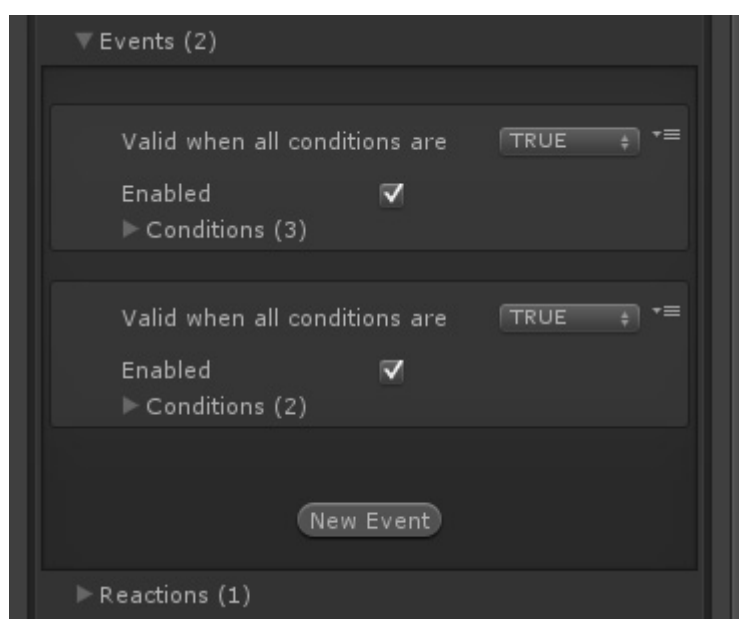 Events (2)
Valid when all conditions are TRUE
Enabled
Conditions (3)
Valid when all conditions are TRUE
Enabled
Conditions (2)
New Event
Reactions (1)